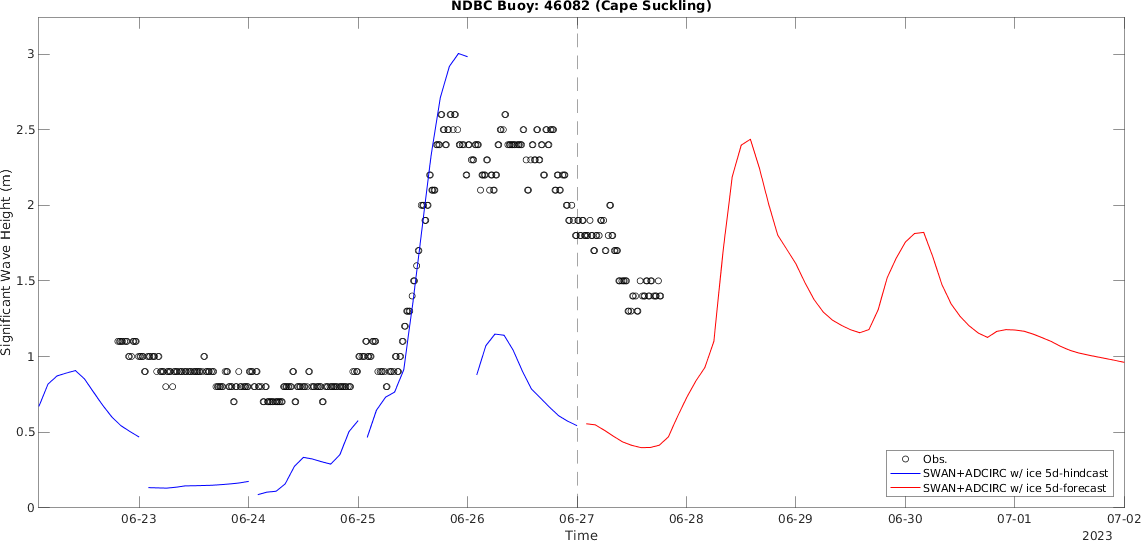 NDBC Buoy: 46082 (Cape Suckling)
Significant Wave Height (m)
3
2.5
2
1.5
1
0.5
0
Obs.
SWAN+ADCIRC w/ ice 5d-hindcast
SWAN+ADCIRC w/ ice 5d-forecast
06-23 06-24 06-25 06-26 06-27 06-28 06-29 06-30 07-01 07-02
Time
2023